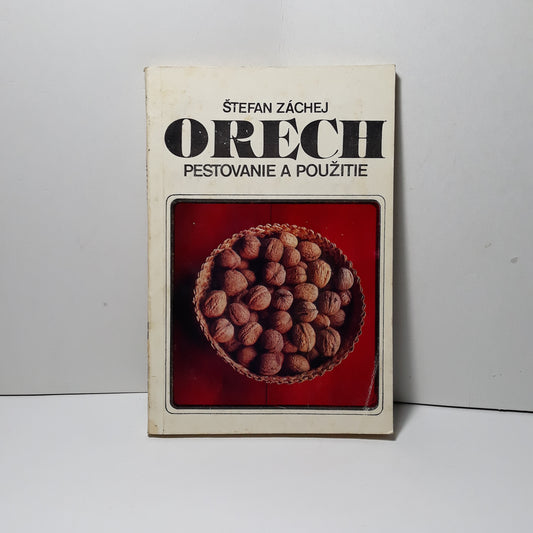 ŠTEFAN ZÁCHEJ
ORECH
PESTOVANIE A POUŽITIE